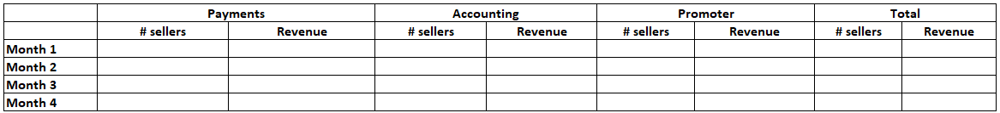 Payments Accounting Promoter Total
# sellers Revenue # sellers Revenue # sellers Revenue # sellers Revenue
Month 1
Month 2
Month 3
Month 4